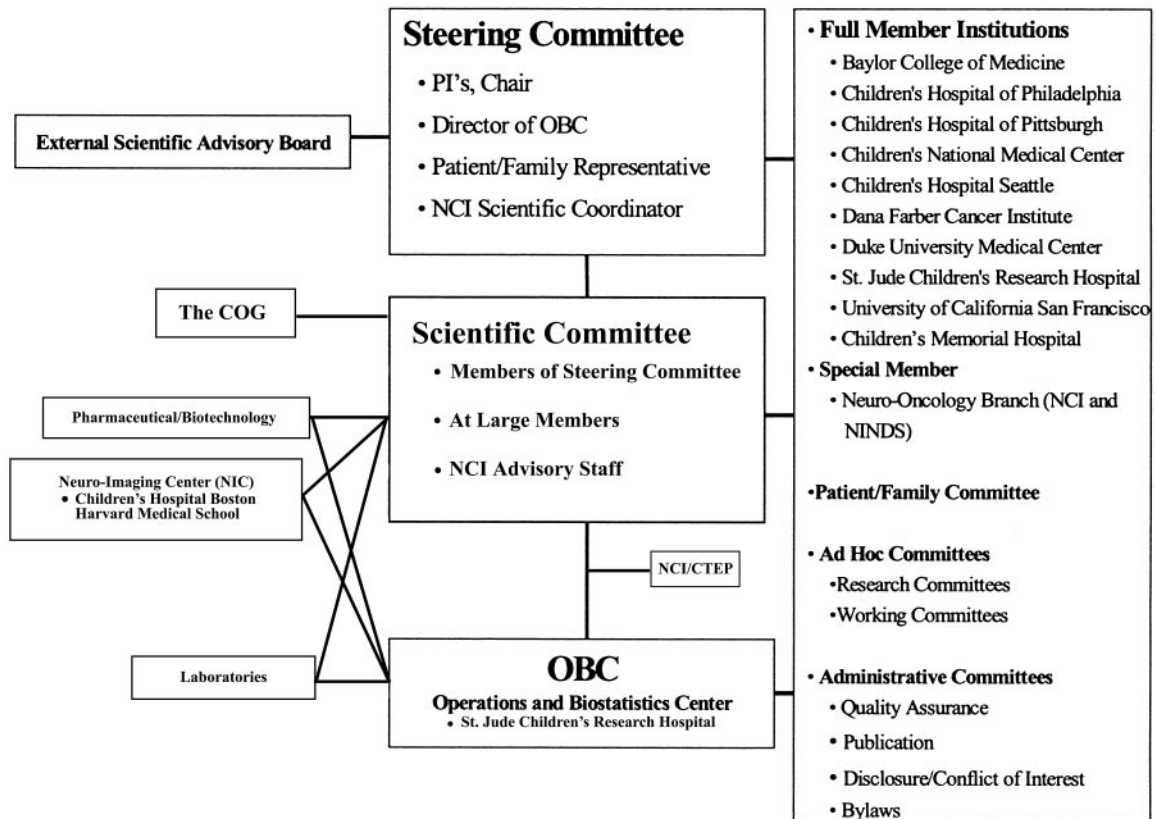 Steering Committee
• PI's, Chair
• Director of OBC
• Patient/Family Representative
• NCI Scientific Coordinator
External Scientific Advisory Board
The COG
Scientific Committee
• Members of Steering Committee
• At Large Members
• NCI Advisory Staff
Pharmaceutical/Biotechnology
Neuro-Imaging Center (NIC)
• Children's Hospital Boston
Harvard Medical School
NCI/CTEP
Laboratories
OBC
Operations and Biostatistics Center
• St. Jude Children's Research Hospital
• Full Member Institutions
• Baylor College of Medicine
• Children's Hospital of Philadelphia
• Children's Hospital of Pittsburgh
• Children's National Medical Center
• Children's Hospital Seattle
• Dana Farber Cancer Institute
• Duke University Medical Center
• St. Jude Children's Research Hospital
• University of California San Francisco
• Children's Memorial Hospital
• Special Member
• Neuro-Oncology Branch (NCI and
NINDS)
•Patient/Family Committee
• Ad Hoc Committees
•Research Committees
•Working Committees
• Administrative Committees
• Quality Assurance
• Publication
• Disclosure/Conflict of Interest
• Bylaws